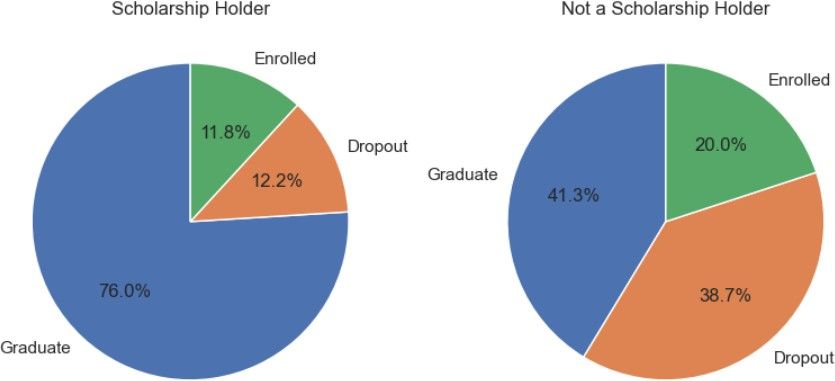 Scholarship Holder
Enrolled
11.8%
Dropout
12.2%
76.0%
Graduate
Not a Scholarship Holder
Enrolled
20.0%
Graduate
41.3%
38.7%
Dropout